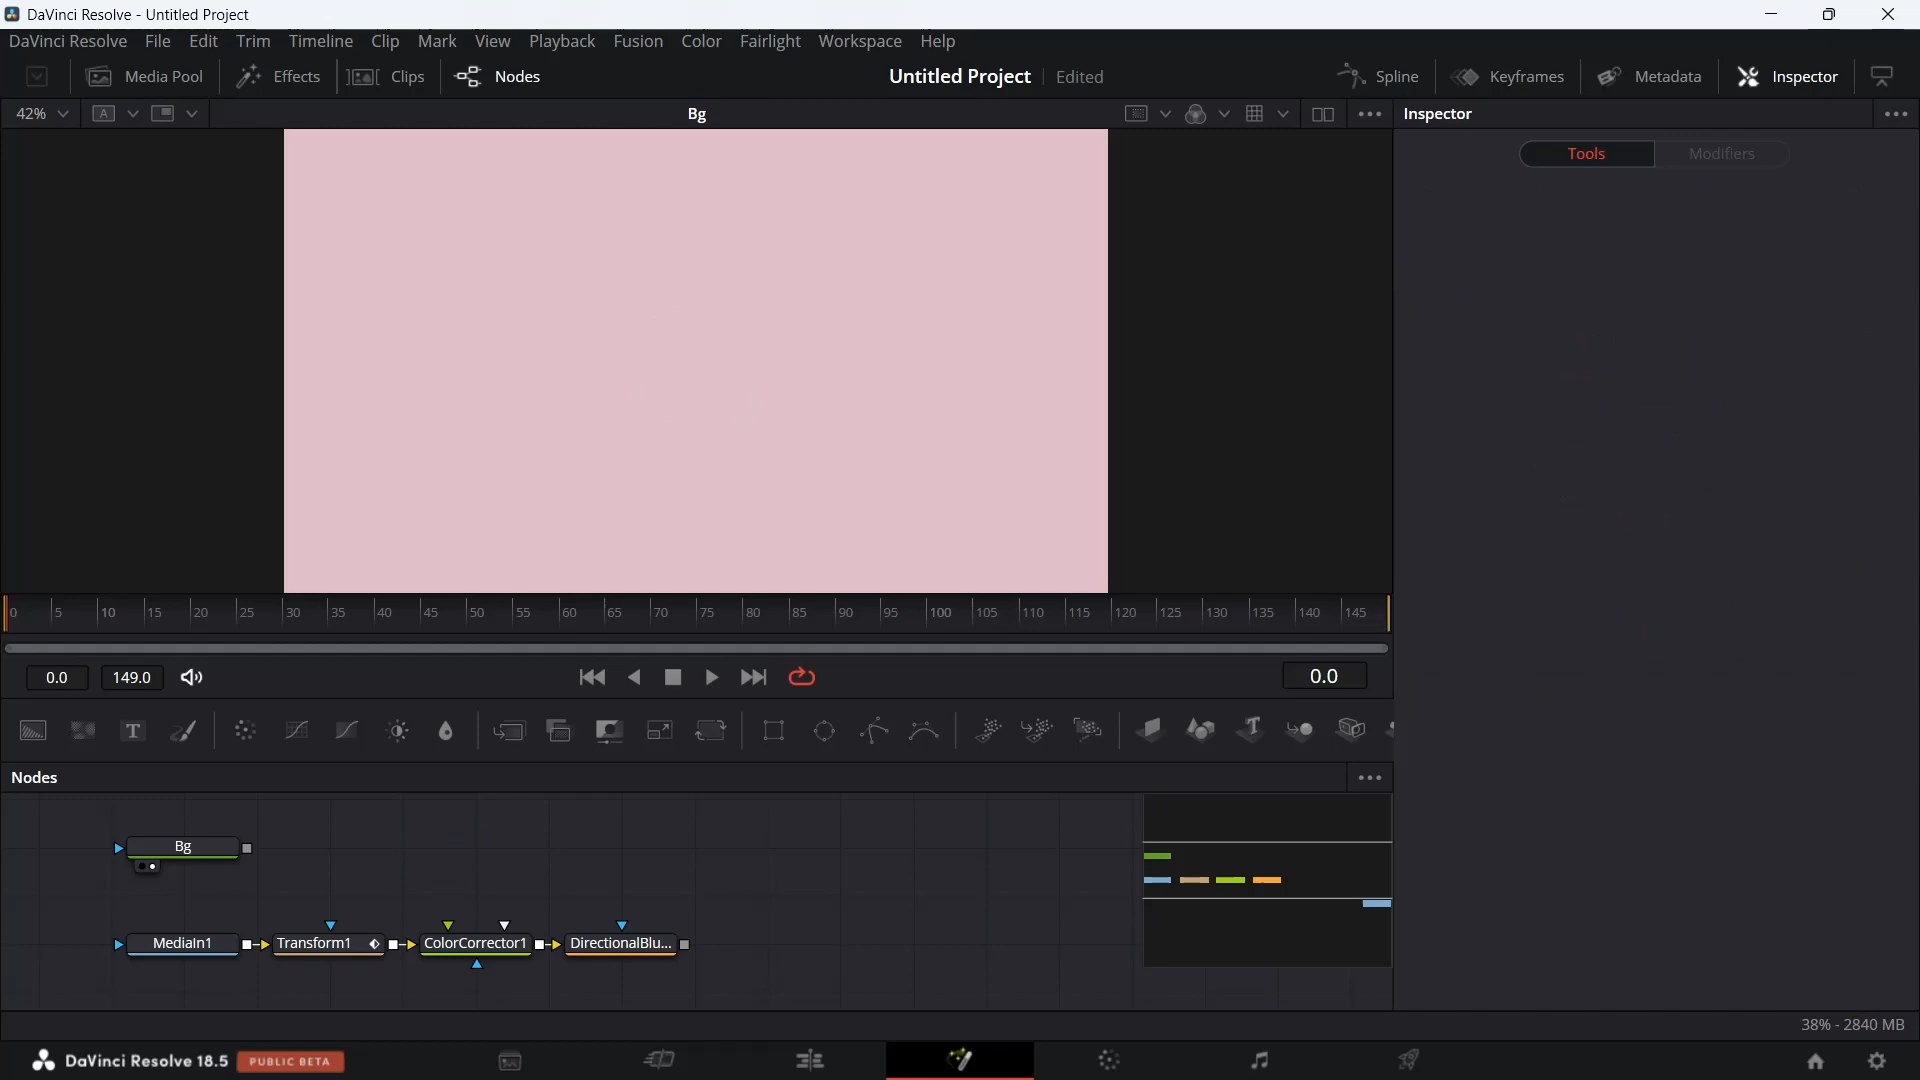 DaVinci Resolve - Untitled Project
DaVinci Resolve File Edit Trim Timeline Clip Mark View Playback Fusion Color Fairlight Workspace Help
Media Pool Effects Clips Nodes Untitled Project Edited Spline Keyframes Metadata Inspector
42% A Bg Inspector
Tools Modifiers
0 5 10 15 20 25 30 35 40 45 50 55 60 65 70 75 80 85 90 95 100 105 110 115 120 125 130 135 140 145
0.0 149.0 0.0
Nodes
Bg
MediaIn1 Transform1 ColorCorrector1 DirectionalBlu...
38% - 2840 MB
DaVinci Resolve 18.5 PUBLIC BETA